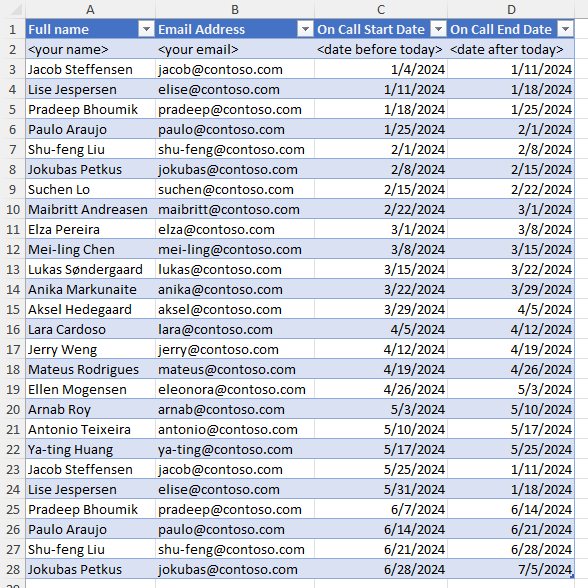 A B C D
1 Full name Email Address On Call Start Date On Call End Date
2 <your name> <your email> <date before today> <date after today>
3 Jacob Steffensen jacob@contoso.com 1/4/2024 1/11/2024
4 Lise Jespersen elise@contoso.com 1/11/2024 1/18/2024
5 Pradeep Bhoumik pradeep@contoso.com 1/18/2024 1/25/2024
6 Paulo Araujo paulo@contoso.com 1/25/2024 2/1/2024
7 Shu-feng Liu shu-feng@contoso.com 2/1/2024 2/8/2024
8 Jokubas Petkus jokubas@contoso.com 2/8/2024 2/15/2024
9 Suchen Lo suchen@contoso.com 2/15/2024 2/22/2024
10 Maibritt Andreasen maibritt@contoso.com 2/22/2024 3/1/2024
11 Elza Pereira elza@contoso.com 3/1/2024 3/8/2024
12 Mei-ling Chen mei-ling@contoso.com 3/8/2024 3/15/2024
13 Lukas Søndergaard lukas@contoso.com 3/15/2024 3/22/2024
14 Anika Markunaite anika@contoso.com 3/22/2024 3/29/2024
15 Aksel Hedegaard aksel@contoso.com 3/29/2024 4/5/2024
16 Lara Cardoso lara@contoso.com 4/5/2024 4/12/2024
17 Jerry Weng jerry@contoso.com 4/12/2024 4/19/2024
18 Mateus Rodrigues mateus@contoso.com 4/19/2024 4/26/2024
19 Ellen Mogensen eleonora@contoso.com 4/26/2024 5/3/2024
20 Arnab Roy arnab@contoso.com 5/3/2024 5/10/2024
21 Antonio Teixeira antonio@contoso.com 5/10/2024 5/17/2024
22 Ya-ting Huang ya-ting@contoso.com 5/17/2024 5/25/2024
23 Jacob Steffensen jacob@contoso.com 5/25/2024 1/11/2024
24 Lise Jespersen elise@contoso.com 5/31/2024 1/18/2024
25 Pradeep Bhoumik pradeep@contoso.com 6/7/2024 6/14/2024
26 Paulo Araujo paulo@contoso.com 6/14/2024 6/21/2024
27 Shu-feng Liu shu-feng@contoso.com 6/21/2024 6/28/2024
28 Jokubas Petkus jokubas@contoso.com 6/28/2024 7/5/2024